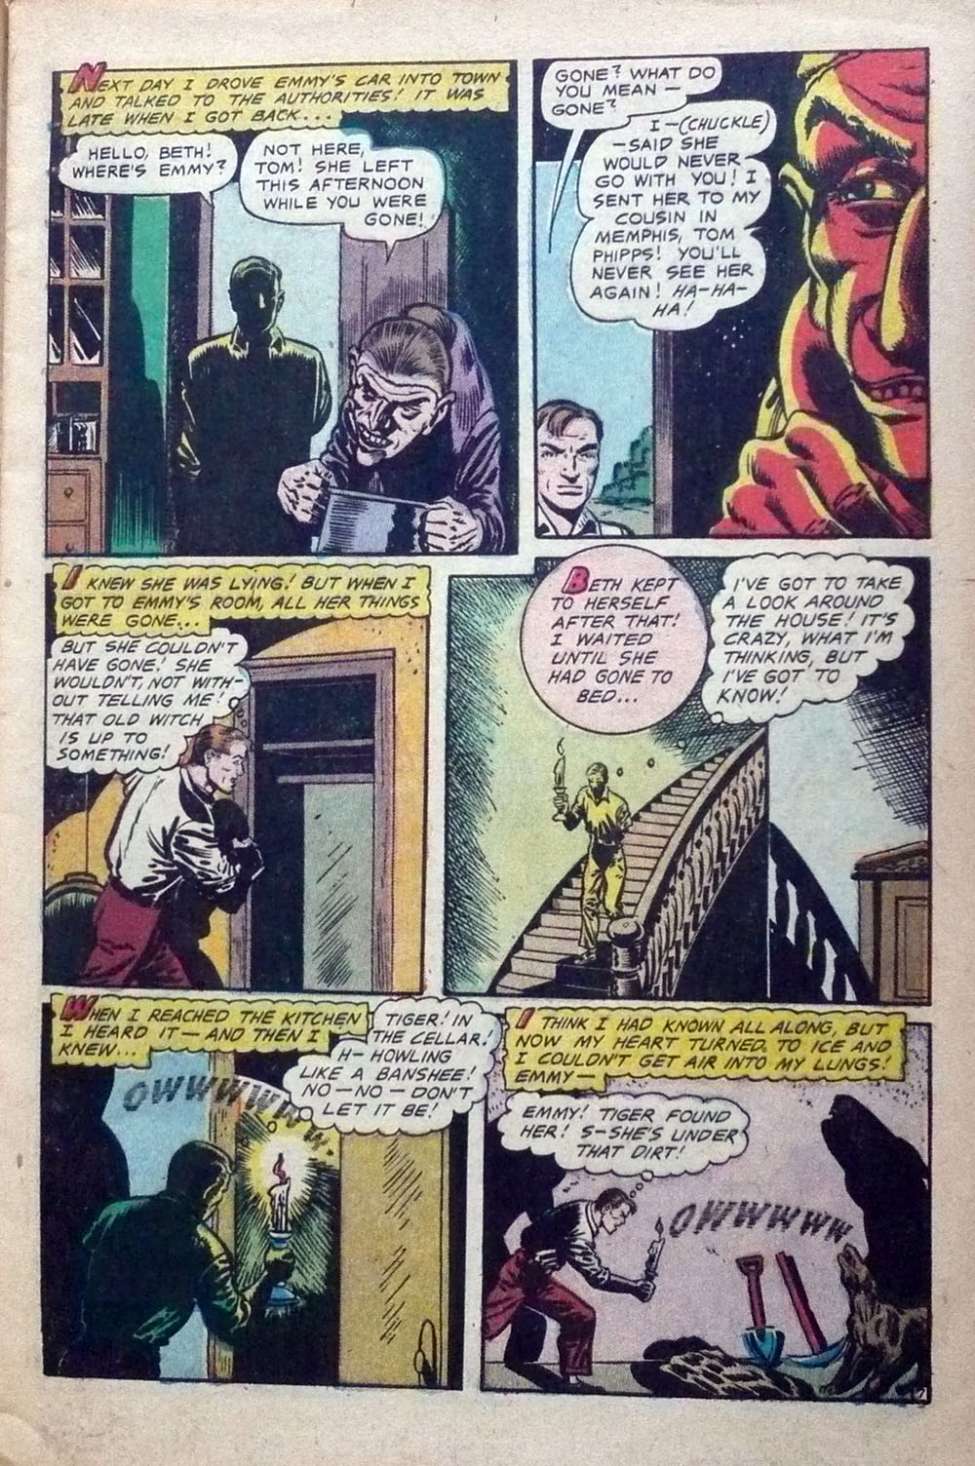 NEXT DAY I DROVE EMMY'S CAR INTO TOWN
AND TALKED TO THE AUTHORITIES! IT WAS
LATE WHEN I GOT BACK...
HELLO, BETH!
WHERE'S EMMY?
NOT HERE,
TOM! SHE LEFT
THIS AFTERNOON
WHILE YOU WERE
GONE!
GONE? WHAT DO
YOU MEAN —
GONE?
I —(CHUCKLE)
—SAID SHE
WOULD NEVER
GO WITH YOU! I
SENT HER TO MY
COUSIN IN
MEMPHIS, TOM
PHIPPS! YOU'LL
NEVER SEE HER
AGAIN! HA-HA-
HA!
I KNEW SHE WAS LYING! BUT WHEN I
GOT TO EMMY'S ROOM, ALL HER THINGS
WERE GONE...
BUT SHE COULDN'T
HAVE GONE! SHE
WOULDN'T, NOT WITH-
OUT TELLING ME!
THAT OLD WITCH
IS UP TO
SOMETHING!
BETH KEPT
TO HERSELF
AFTER THAT!
I WAITED
UNTIL SHE
HAD GONE TO
BED...
I'VE GOT TO TAKE
A LOOK AROUND
THE HOUSE! IT'S
CRAZY, WHAT I'M
THINKING, BUT
I'VE GOT TO
KNOW!
WHEN I REACHED THE KITCHEN
I HEARD IT — AND THEN I
KNEW...
TIGER! IN
THE CELLAR!
H- HOWLING
LIKE A BANSHEE!
NO — NO — DON'T
LET IT BE!
OWWWWWWW
I THINK I HAD KNOWN ALL ALONG, BUT
NOW MY HEART TURNED TO ICE AND
I COULDN'T GET AIR INTO MY LUNGS!
EMMY —
EMMY! TIGER FOUND
HER! S-SHE'S UNDER
THAT DIRT!
OWWWWWW
7